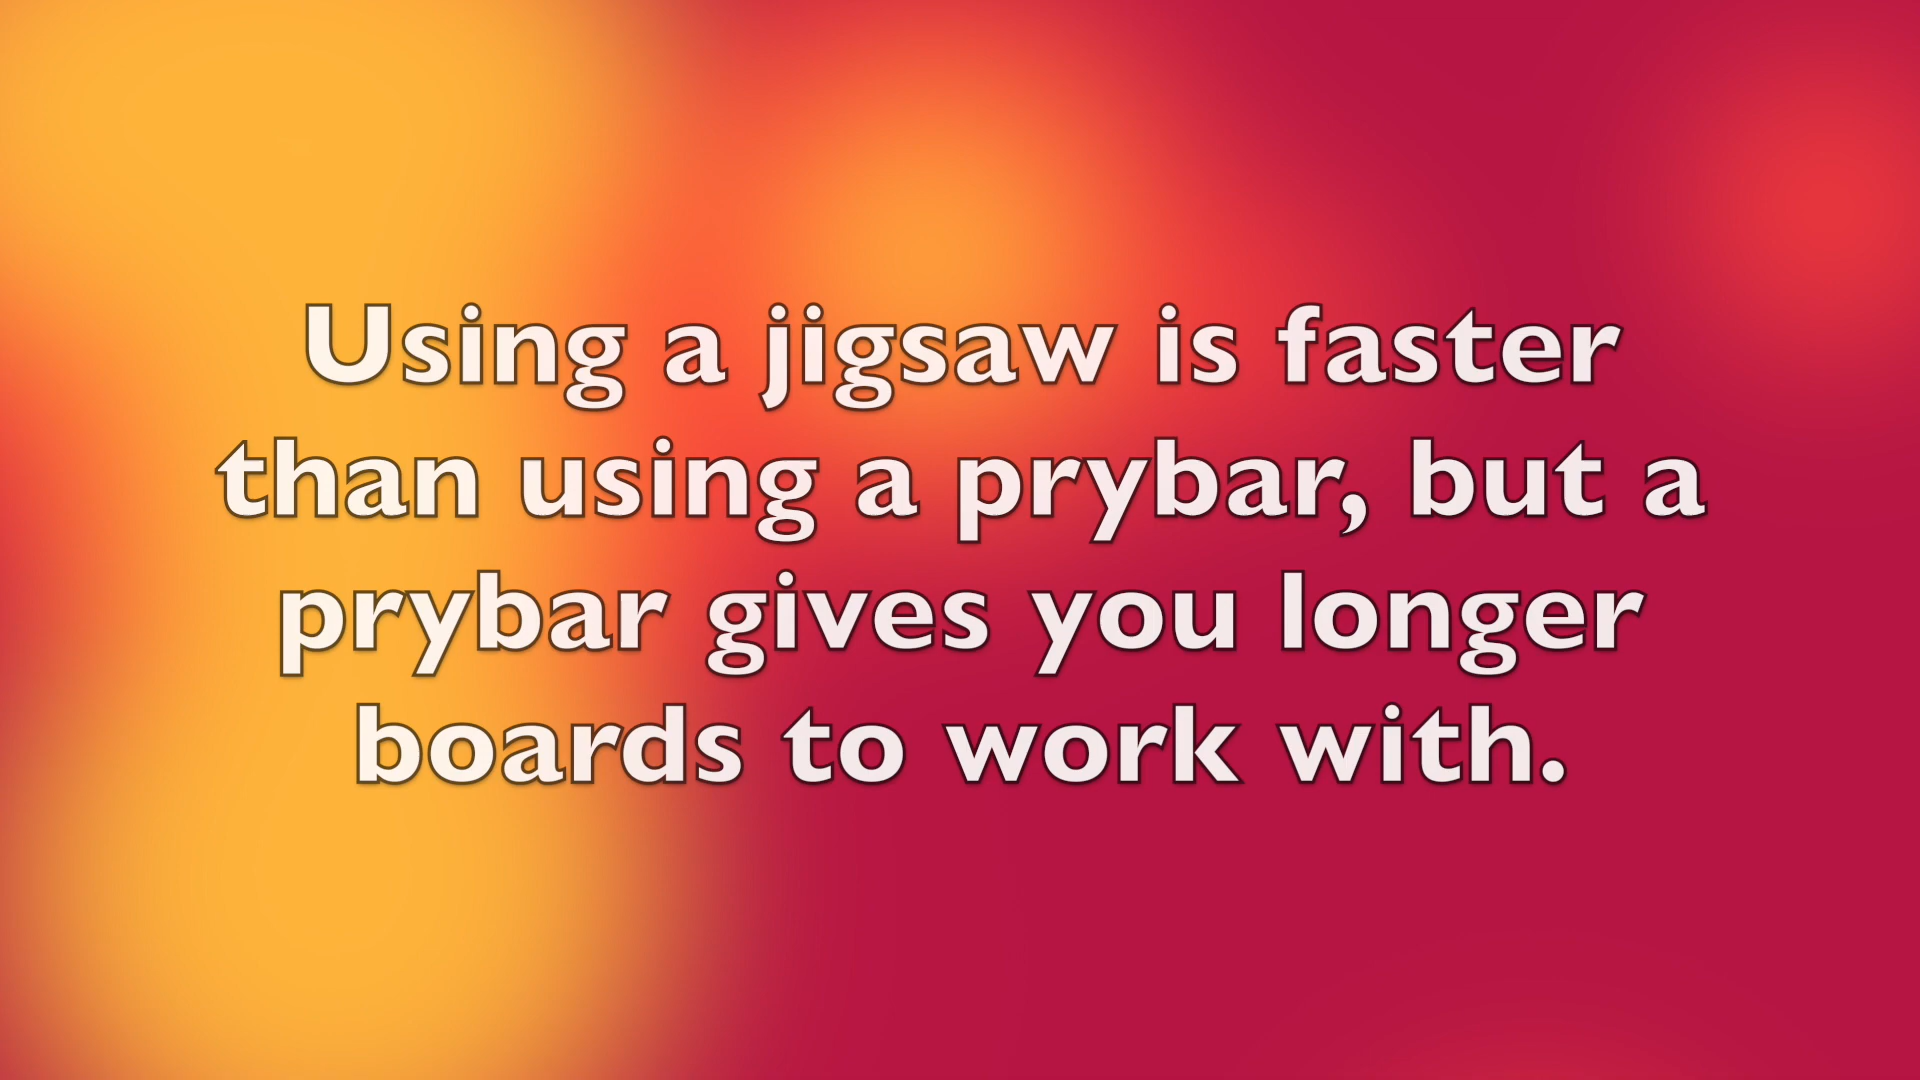 Using a jigsaw is faster
than using a prybar, but a
prybar gives you longer
boards to work with.